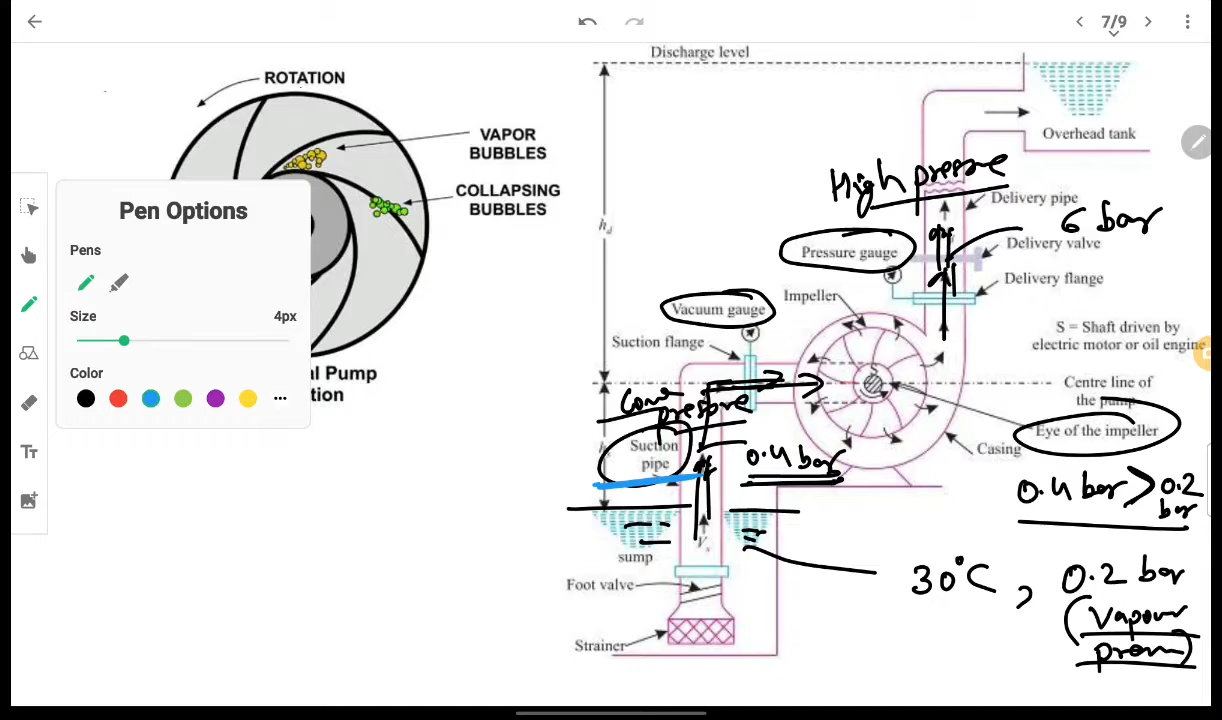 7/9
ROTATION
VAPOR
BUBBLES
COLLAPSING
BUBBLES
al Pump
tion
Pen Options
Pens
Size
4px
Color
Tт
Discharge level
Overhead tank
High pressure
Delivery pipe
6 bar
hd
Pressure gauge
Delivery valve
Delivery flange
Impeller
Vacuum gauge
Suction flange
S = Shaft driven by
electric motor or oil engine
S
Centre line of
the pump
Low
pressure
Eye of the impeller
Casing
Suction
pipe
0.4 bar
0.4 bar > 0.2
bar
Vs
sump
30°C, 0.2 bar
(Vapour
Foot valve
Strainer